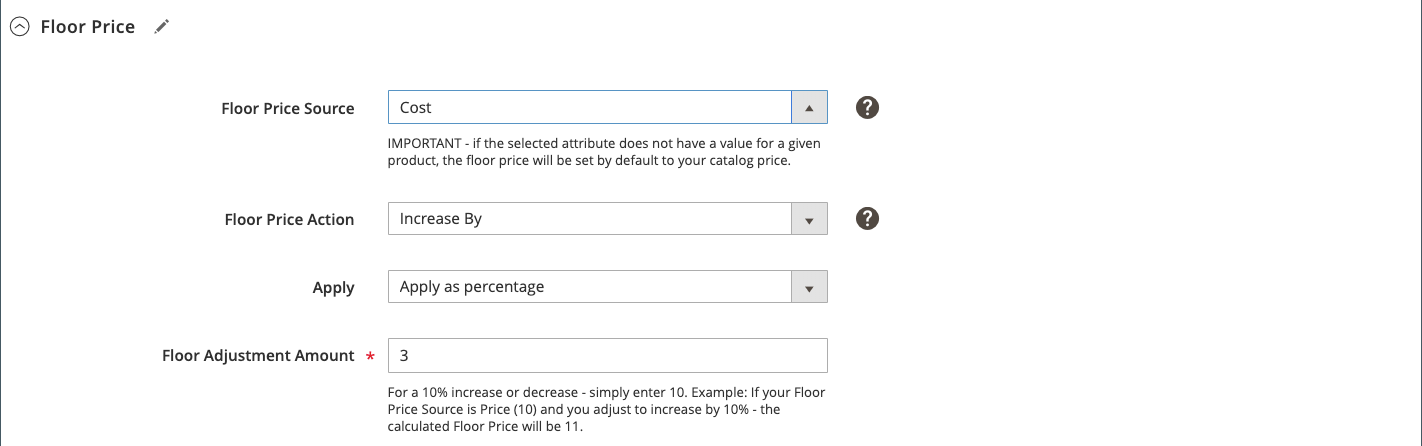 Floor Price
Floor Price Source
Cost
IMPORTANT - if the selected attribute does not have a value for a given
product, the floor price will be set by default to your catalog price.
Floor Price Action
Increase By
Apply
Apply as percentage
Floor Adjustment Amount *
3
For a 10% increase or decrease - simply enter 10. Example: If your Floor
Price Source is Price (10) and you adjust to increase by 10% - the
calculated Floor Price will be 11.